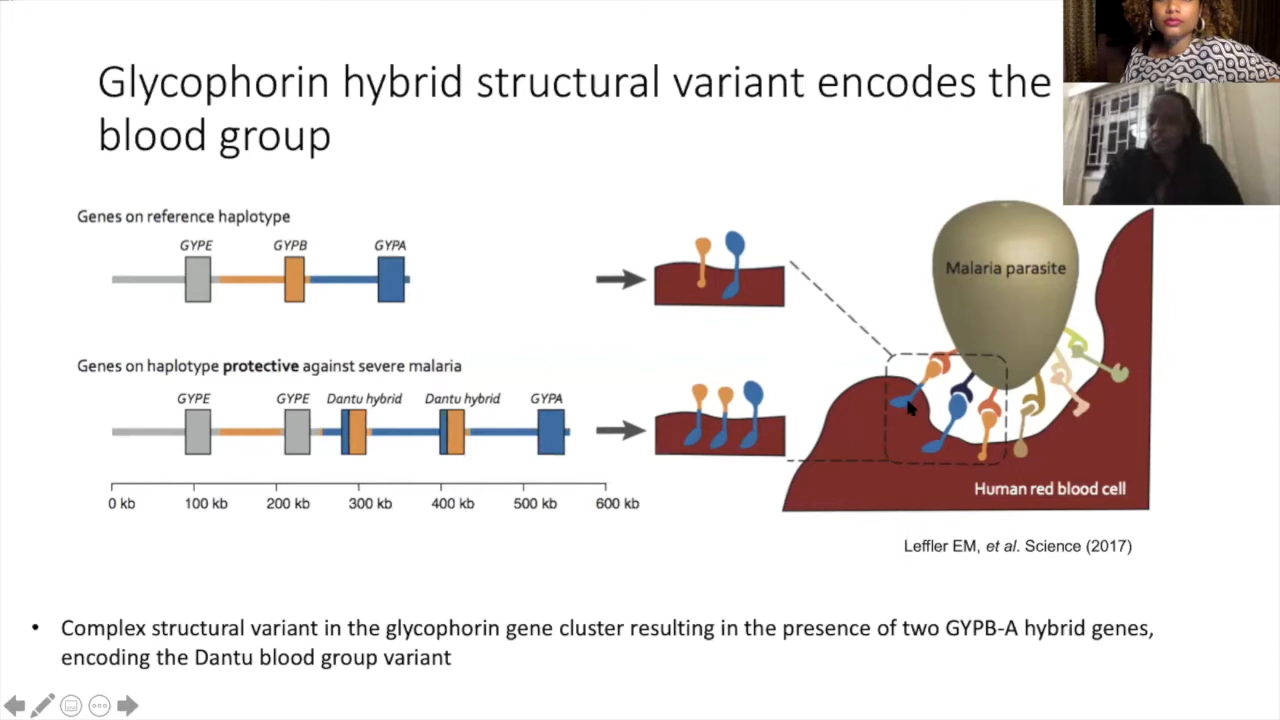 Glycophorin hybrid structural variant encodes the
blood group
Genes on reference haplotype
GYPE GYPB GYPA
Malaria parasite
Genes on haplotype protective against severe malaria
GYPE GYPE Dantu hybrid Dantu hybrid GYPA
Human red blood cell
0 kb 100 kb 200 kb 300 kb 400 kb 500 kb 600 kb
Leffler EM, et al. Science (2017)
• Complex structural variant in the glycophorin gene cluster resulting in the presence of two GYPB-A hybrid genes,
encoding the Dantu blood group variant